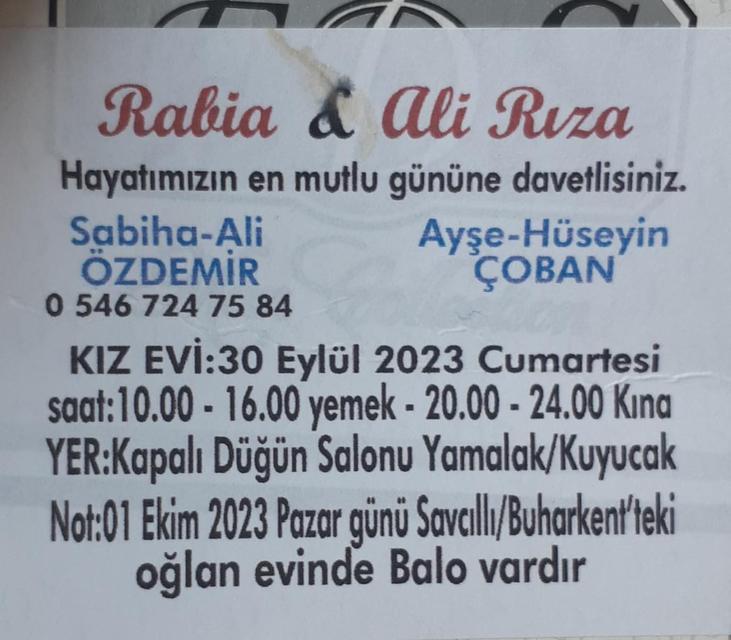 Rabia & Ali Rıza
Hayatımızın en mutlu gününe davetlisiniz.
Sabiha-Ali
ÖZDEMİR
0 546 724 75 84
Ayşe-Hüseyin
ÇOBAN
KIZ EVİ:30 Eylül 2023 Cumartesi
saat:10.00 - 16.00 yemek - 20.00 - 24.00 Kına
YER:Kapalı Düğün Salonu Yamalak/Kuyucak
Not:01 Ekim 2023 Pazar günü Savcıllı/Buharkent'teki
oğlan evinde Balo vardır